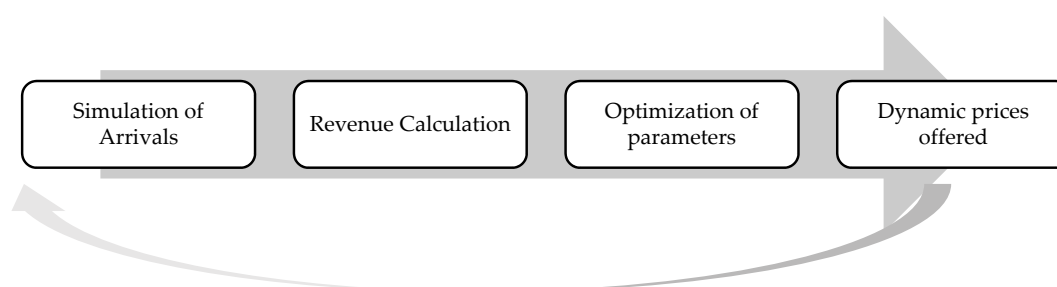 Simulation of
Arrivals
Revenue Calculation
Optimization of
parameters
Dynamic prices
offered